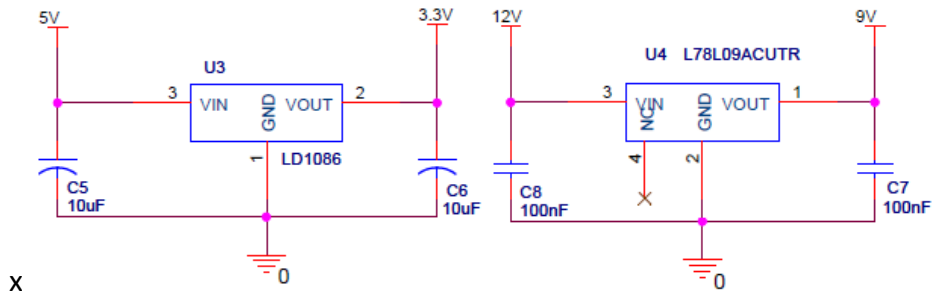 5V
3.3V
12V
9V
U3
U4 L78L09ACUTR
3
VIN
GND
VOUT
2
3
VIN
NC
GND
VOUT
1
1
LD1086
4
2
C5
10uF
C6
10uF
C8
100nF
C7
100nF
0
0
x